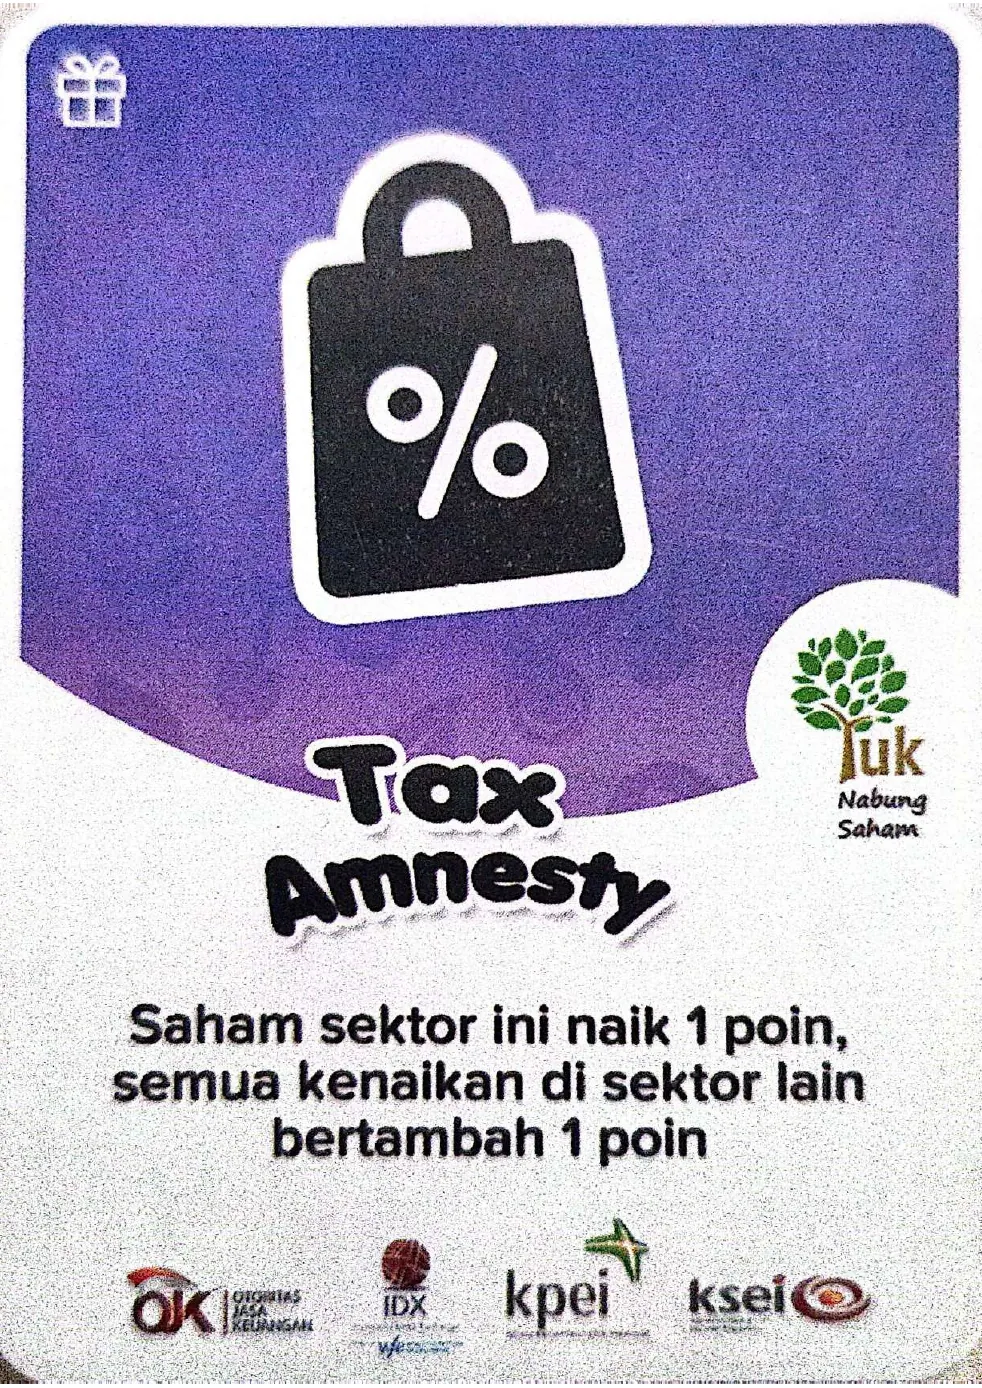 %
Tax
Amnesty
Yuk
Nabung
Saham
Saham sektor ini naik 1 poin,
semua kenaikan di sektor lain
bertambah 1 poin
OJK
OTORITAS
JASA
KEUANGAN
IDX
kpei
ksei